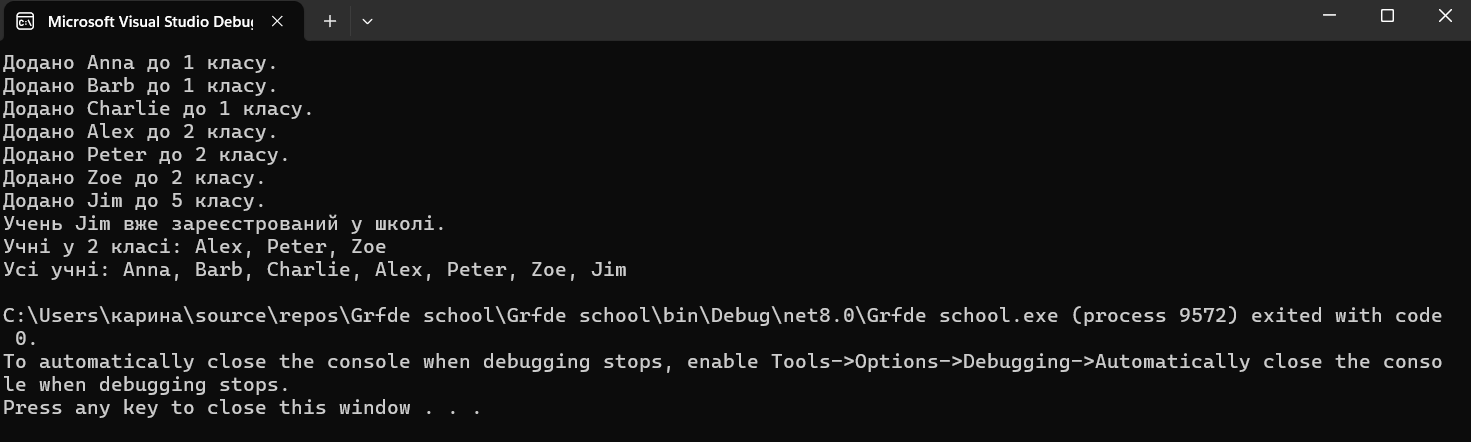 Microsoft Visual Studio Debug
Додано Anna до 1 класу.
Додано Barb до 1 класу.
Додано Charlie до 1 класу.
Додано Alex до 2 класу.
Додано Peter до 2 класу.
Додано Zoe до 2 класу.
Додано Jim до 5 класу.
Учень Jim вже зареєстрований у школі.
Учні у 2 класі: Alex, Peter, Zoe
Усі учні: Anna, Barb, Charlie, Alex, Peter, Zoe, Jim
C:\Users\карина\source\repos\Grfde school\Grfde school\bin\Debug\net8.0\Grfde school.exe (process 9572) exited with code
0.
To automatically close the console when debugging stops, enable Tools->Options->Debugging->Automatically close the conso
le when debugging stops.
Press any key to close this window . . .